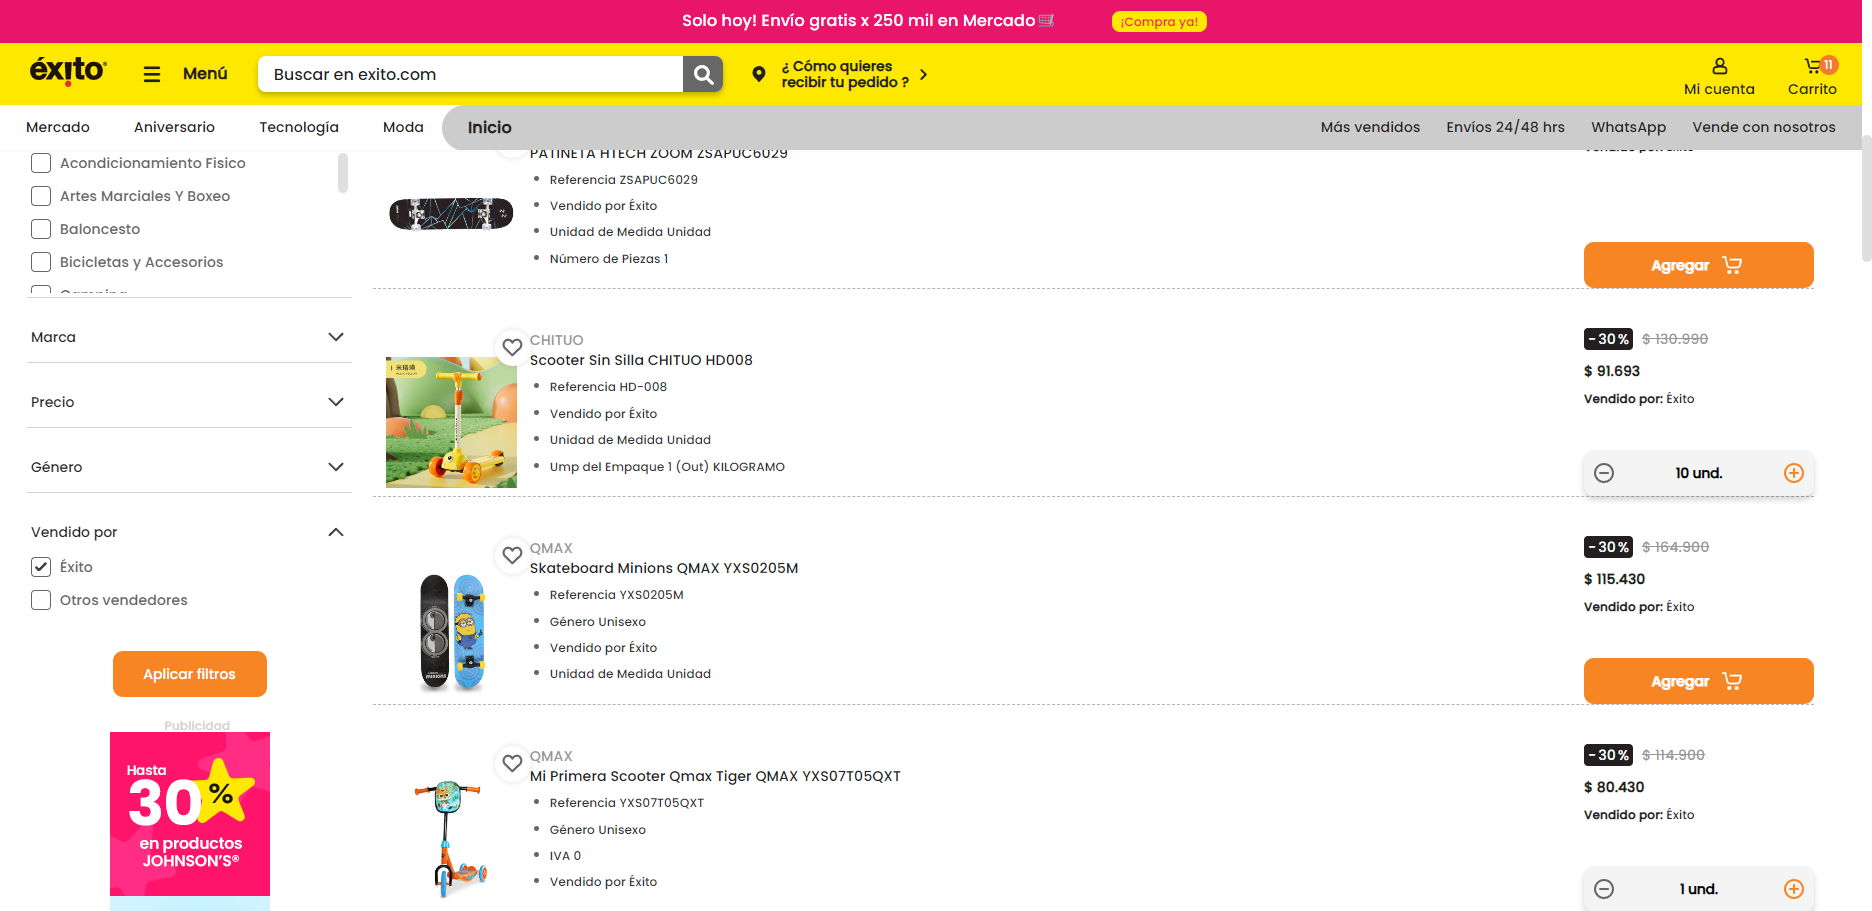 Solo hoy! Envío gratis x 250 mil en Mercado
¡Compra ya!
éxito
Menú
Buscar en exito.com
¿ Cómo quieres
recibir tu pedido ?
Mi cuenta
11
Carrito
Mercado
Aniversario
Tecnología
Moda
Inicio
Más vendidos
Envíos 24/48 hrs
WhatsApp
Vende con nosotros
Acondicionamiento Fisico
Artes Marciales Y Boxeo
Baloncesto
Bicicletas y Accesorios
Marca
Precio
Género
Vendido por
Éxito
Otros vendedores
Aplicar filtros
Publicidad
Hasta
30%
en productos
JOHNSON'S®
PATINETA HTECH ZOOM ZSAPUC6029
Referencia ZSAPUC6029
Vendido por Éxito
Unidad de Medida Unidad
Número de Piezas 1
Agregar
CHITUO
Scooter Sin Silla CHITUO HD008
Referencia HD-008
Vendido por Éxito
Unidad de Medida Unidad
Ump del Empaque 1 (Out) KILOGRAMO
-30%
$ 130.990
$ 91.693
Vendido por: Éxito
10 und.
QMAX
Skateboard Minions QMAX YXS0205M
Referencia YXS0205M
Género Unisexo
Vendido por Éxito
Unidad de Medida Unidad
-30%
$ 164.900
$ 115.430
Vendido por: Éxito
Agregar
QMAX
Mi Primera Scooter Qmax Tiger QMAX YXS07T05QXT
Referencia YXS07T05QXT
Género Unisexo
IVA 0
Vendido por Éxito
-30%
$ 114.900
$ 80.430
Vendido por: Éxito
1 und.